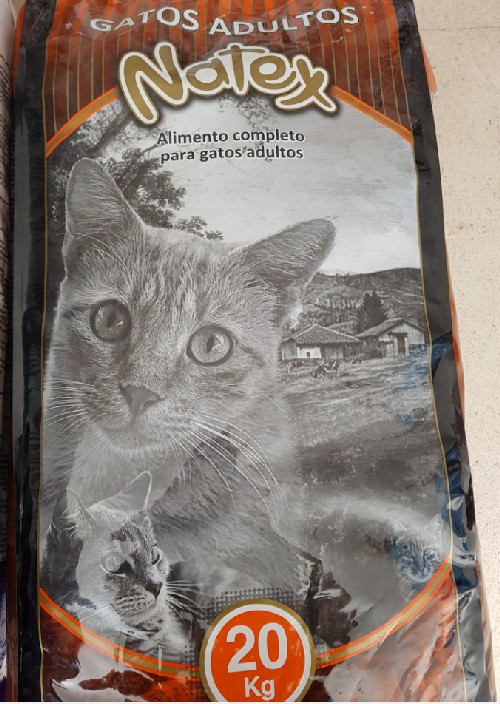 GATOS ADULTOS
Natex
Alimento completo
para gatos adultos
20
Kg